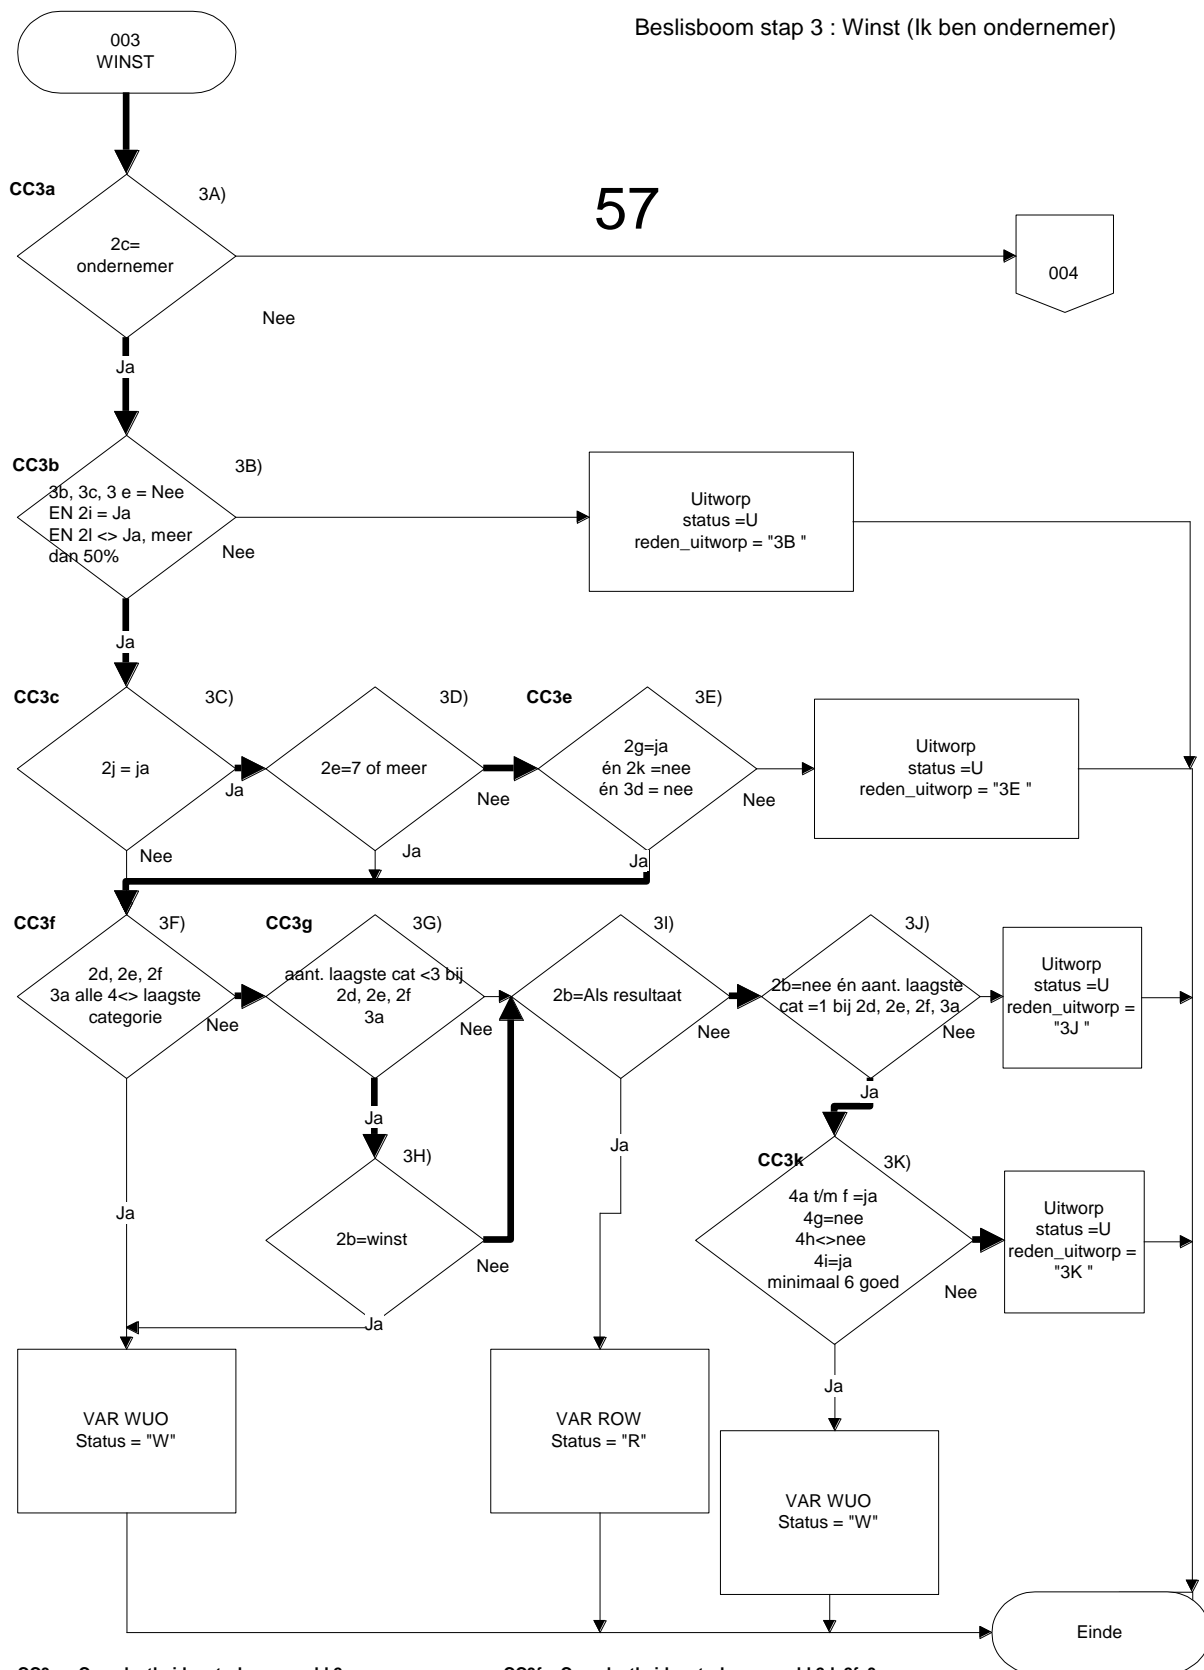 Beslisboom stap 3 : Winst (Ik ben ondernemer)
003
WINST
CC3a
3A)
57
2c=
ondernemer
004
Nee
Ja
CC3b
3B)
3b, 3c, 3 e = Nee
EN 2i = Ja
EN 2l <> Ja, meer
dan 50%
Nee
Uitworp
status =U
reden_uitworp = "3B "
Ja
CC3c
3C)
2j = ja
Ja
Nee
3D)
2e=7 of meer
Nee
Ja
CC3e
3E)
2g=ja
én 2k =nee
én 3d = nee
Nee
Ja
Uitworp
status =U
reden_uitworp = "3E "
CC3f
3F)
2d, 2e, 2f
3a alle 4<> laagste
categorie
Nee
Ja
CC3g
3G)
aant. laagste cat <3 bij
2d, 2e, 2f
3a
Nee
Ja
3I)
2b=Als resultaat
Nee
Ja
3J)
2b=nee én aant. laagste
cat =1 bij 2d, 2e, 2f, 3a
Nee
Ja
Uitworp
status =U
reden_uitworp =
"3J "
3H)
2b=winst
Nee
Ja
CC3k
3K)
4a t/m f =ja
4g=nee
4h<>nee
4i=ja
minimaal 6 goed
Nee
Ja
Uitworp
status =U
reden_uitworp =
"3K "
VAR WUO
Status = "W"
VAR ROW
Status = "R"
VAR WUO
Status = "W"
Einde